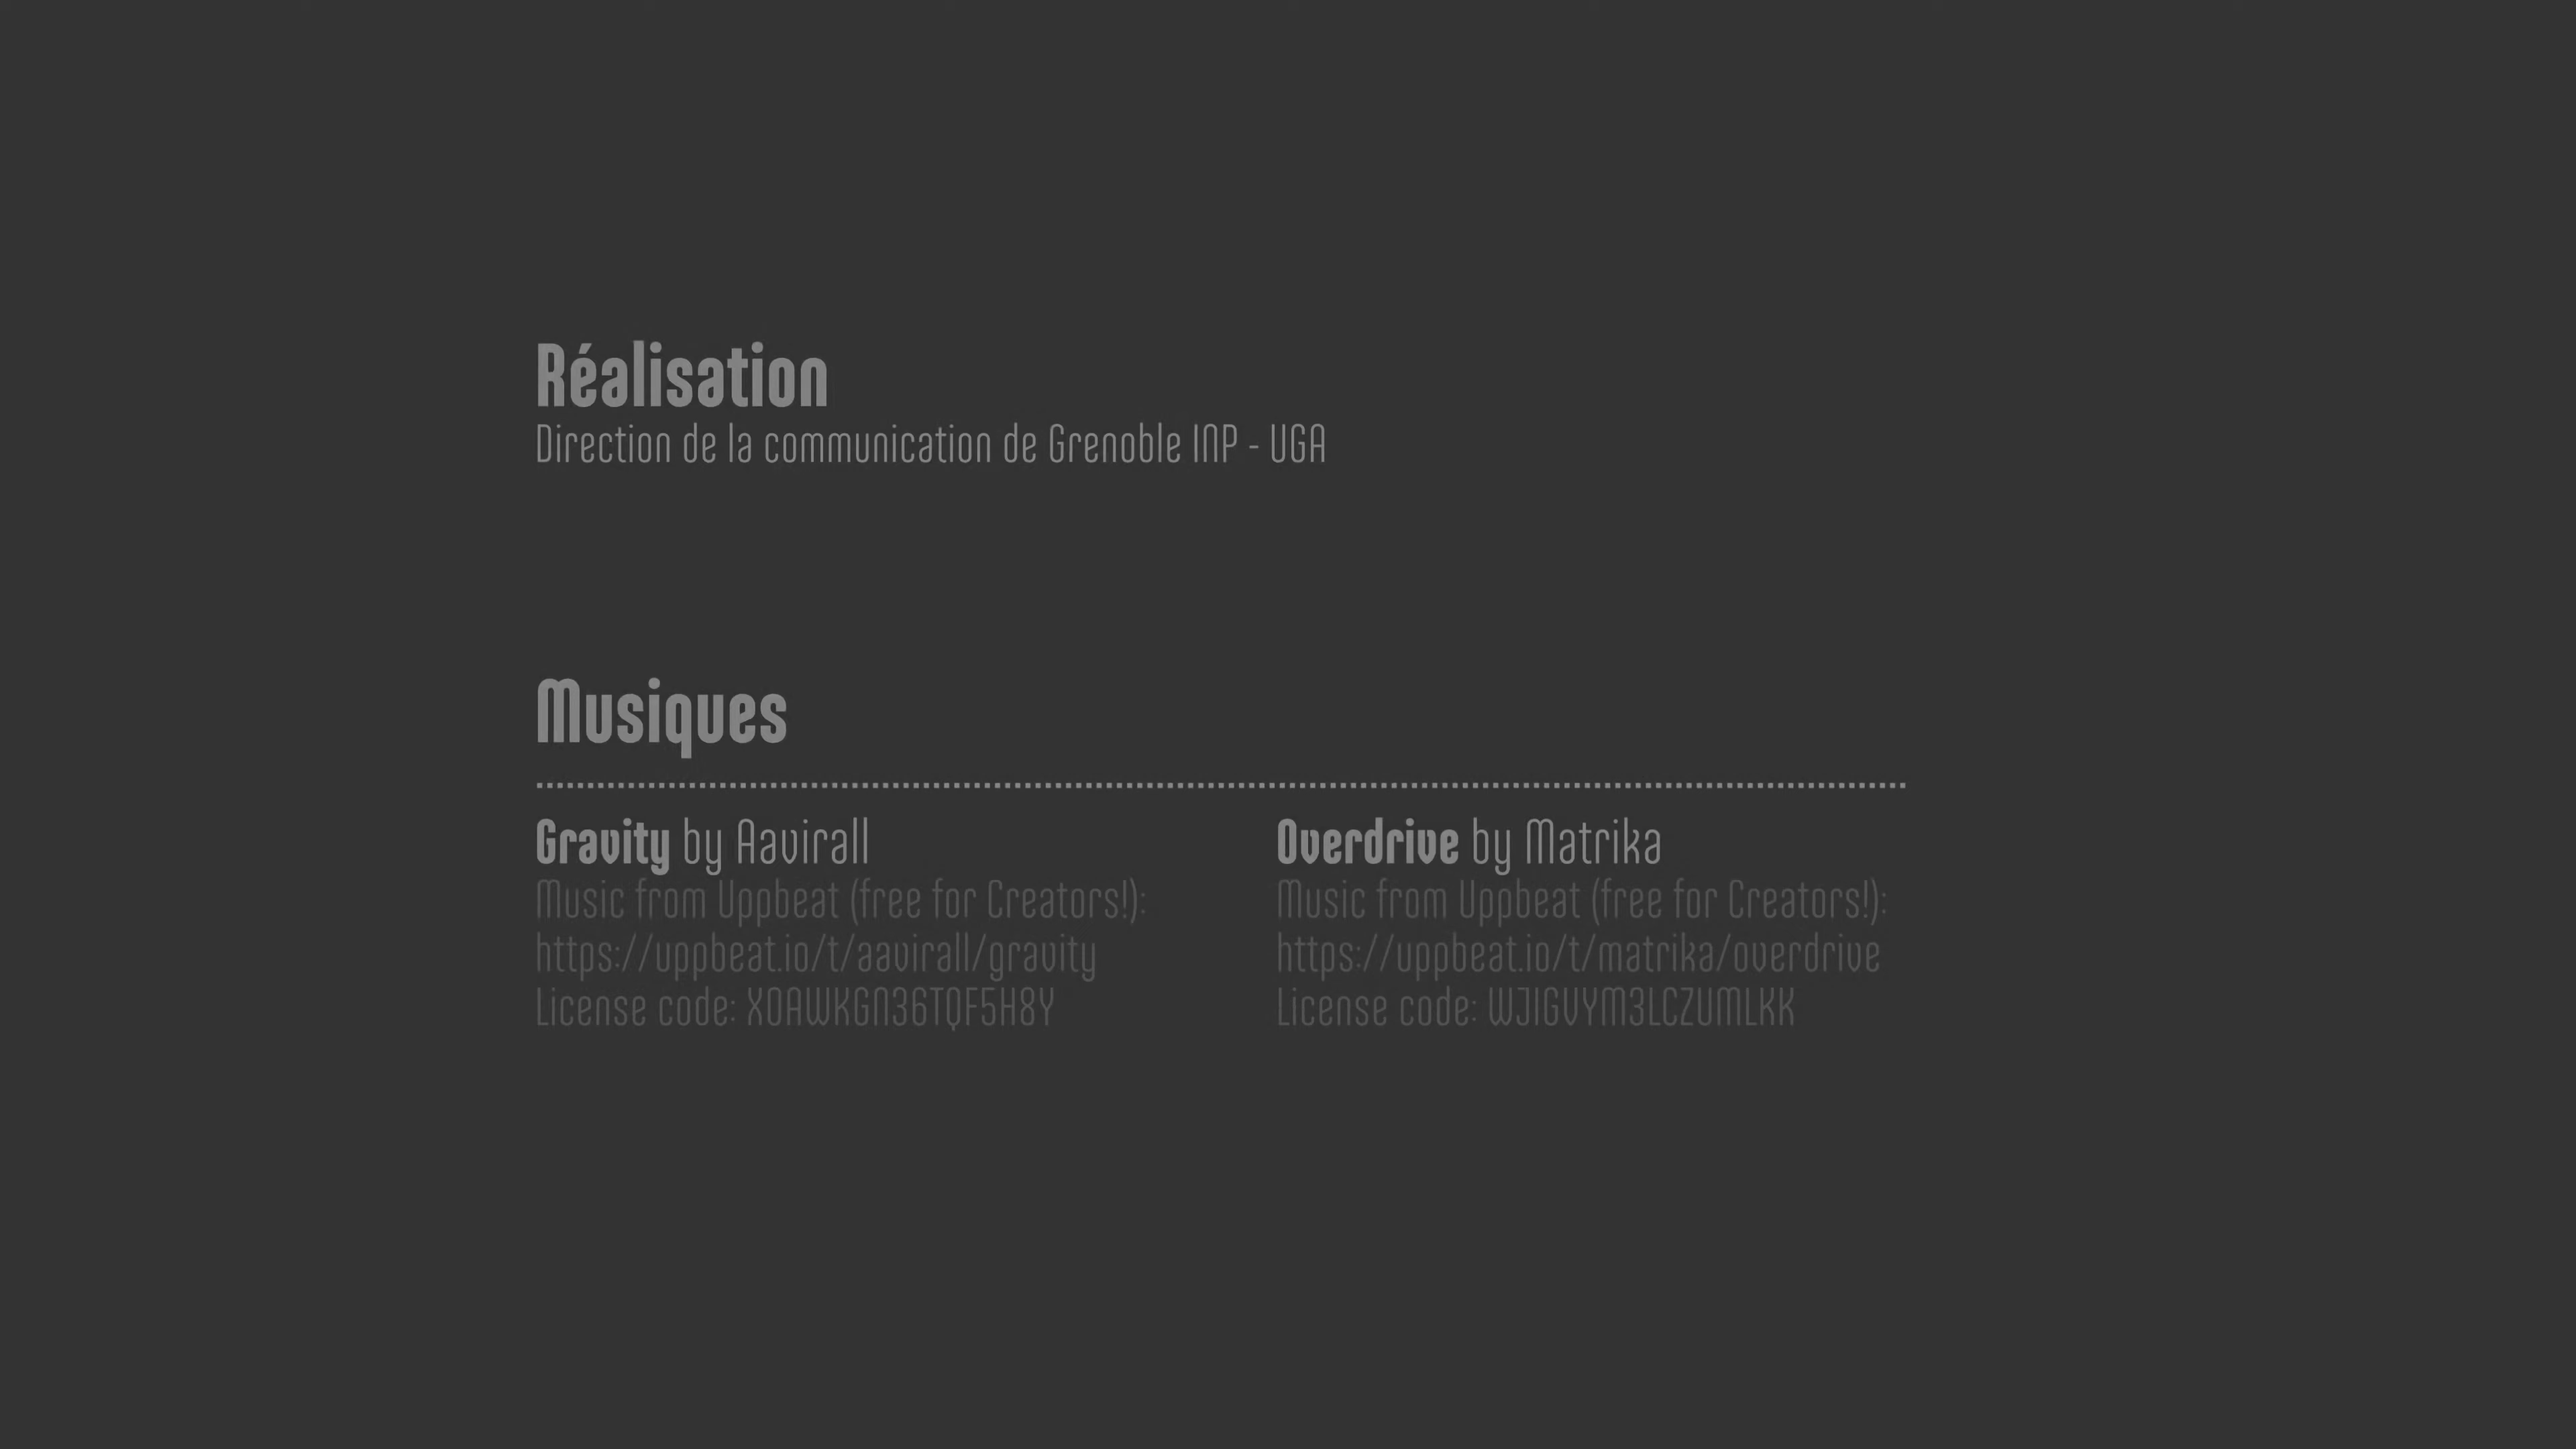 Réalisation
Direction de la communication de Grenoble INP - UGA
Musiques
Gravity by Aavirall
Music from Uppbeat (free for Creators!):
https://uppbeat.io/t/aavirall/gravity
License code: XOAWKGN36TQF5H8Y
Overdrive by Matrika
Music from Uppbeat (free for Creators!):
https://uppbeat.io/t/matrika/overdrive
License code: WJIGVYM3LCZUMLKK